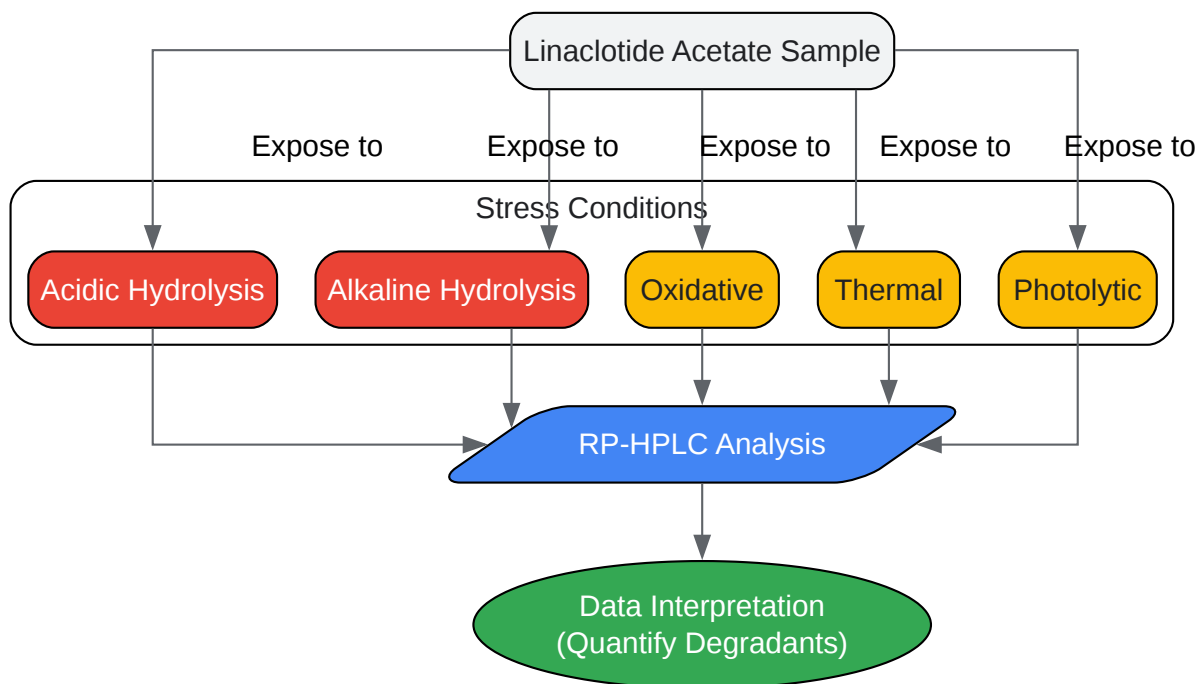 Linaclotide Acetate Sample
Expose to
Expose to
Expose to
Expose to
Expose to
Stress Conditions
Acidic Hydrolysis
Alkaline Hydrolysis
Oxidative
Thermal
Photolytic
RP-HPLC Analysis
Data Interpretation
(Quantify Degradants)